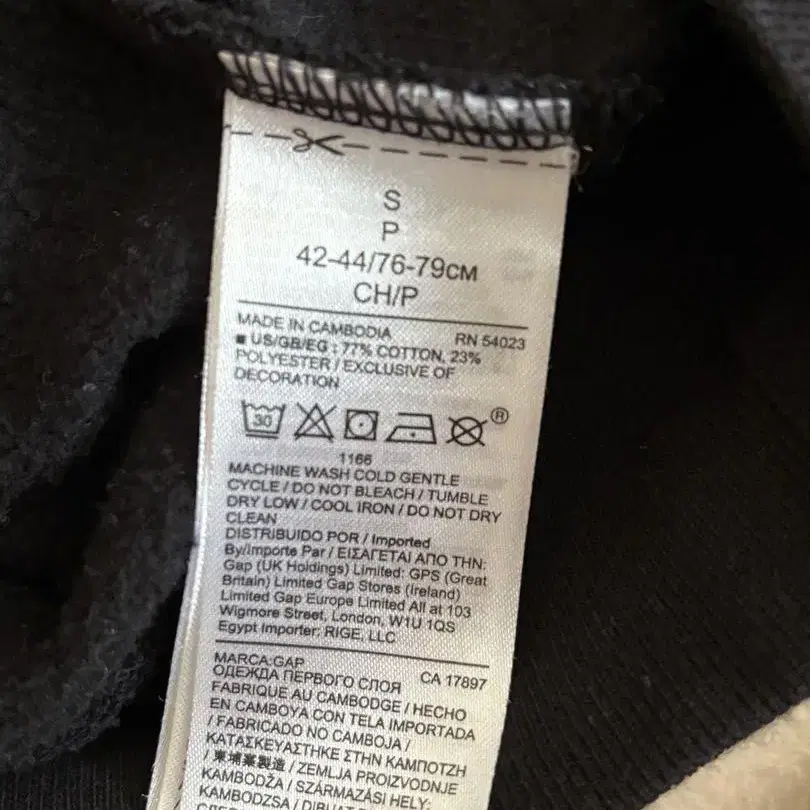 S
P
42-44/76-79CM
CH/P
MADE IN CAMBODIA RN 54023
■ US/GB/EG : 77% COTTON, 23%
POLYESTER / EXCLUSIVE OF
DECORATION
30 ®
1166
MACHINE WASH COLD GENTLE
CYCLE / DO NOT BLEACH / TUMBLE
DRY LOW / COOL IRON / DO NOT DRY
CLEAN
DISTRIBUIDO POR / Imported
By/Importe Par / ΕΙΣΑΓΕΤΑΙ ΑΠΟ ΤΗΝ:
Gap (UK Holdings) Limited: GPS (Great
Britain) Limited Gap Stores (Ireland)
Limited Gap Europe Limited All at 103
Wigmore Street, London, W1U 1QS
Egypt Importer: RIGE, LLC
MARCA:GAP CA 17897
ОДЕЖДА ПЕРВОГО СЛОЯ
FABRIQUE AU CAMBODGE / HECHO
EN CAMBOYA CON TELA IMPORTADA
/ FABRICADO NO CAMBOJA /
ΚΑΤΑΣΚΕΥΑΣΤΗΚΕ ΣΤΗΝ ΚΑΜΠΟΤΖΗ
/ 東埔寨製造 / ZEMLJA PROIZVODNJE
KAMBODŽA / SZÁRMAZÁSI HELY:
KAMBODZSA / DIBUAT